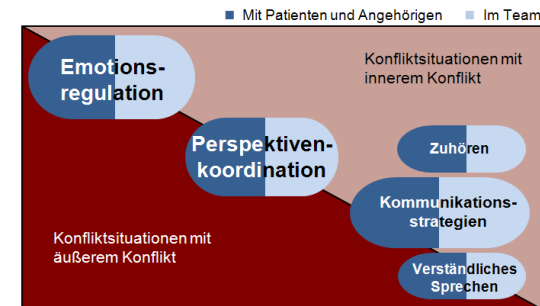 Mit Patienten und Angehörigen
Im Team
Konfliktsituationen mit
innerem Konflikt
Emotions-
regulation
Perspektiven-
koordination
Zuhören
Kommunikations-
strategien
Verständliches
Sprechen
Konfliktsituationen mit
äußerem Konflikt